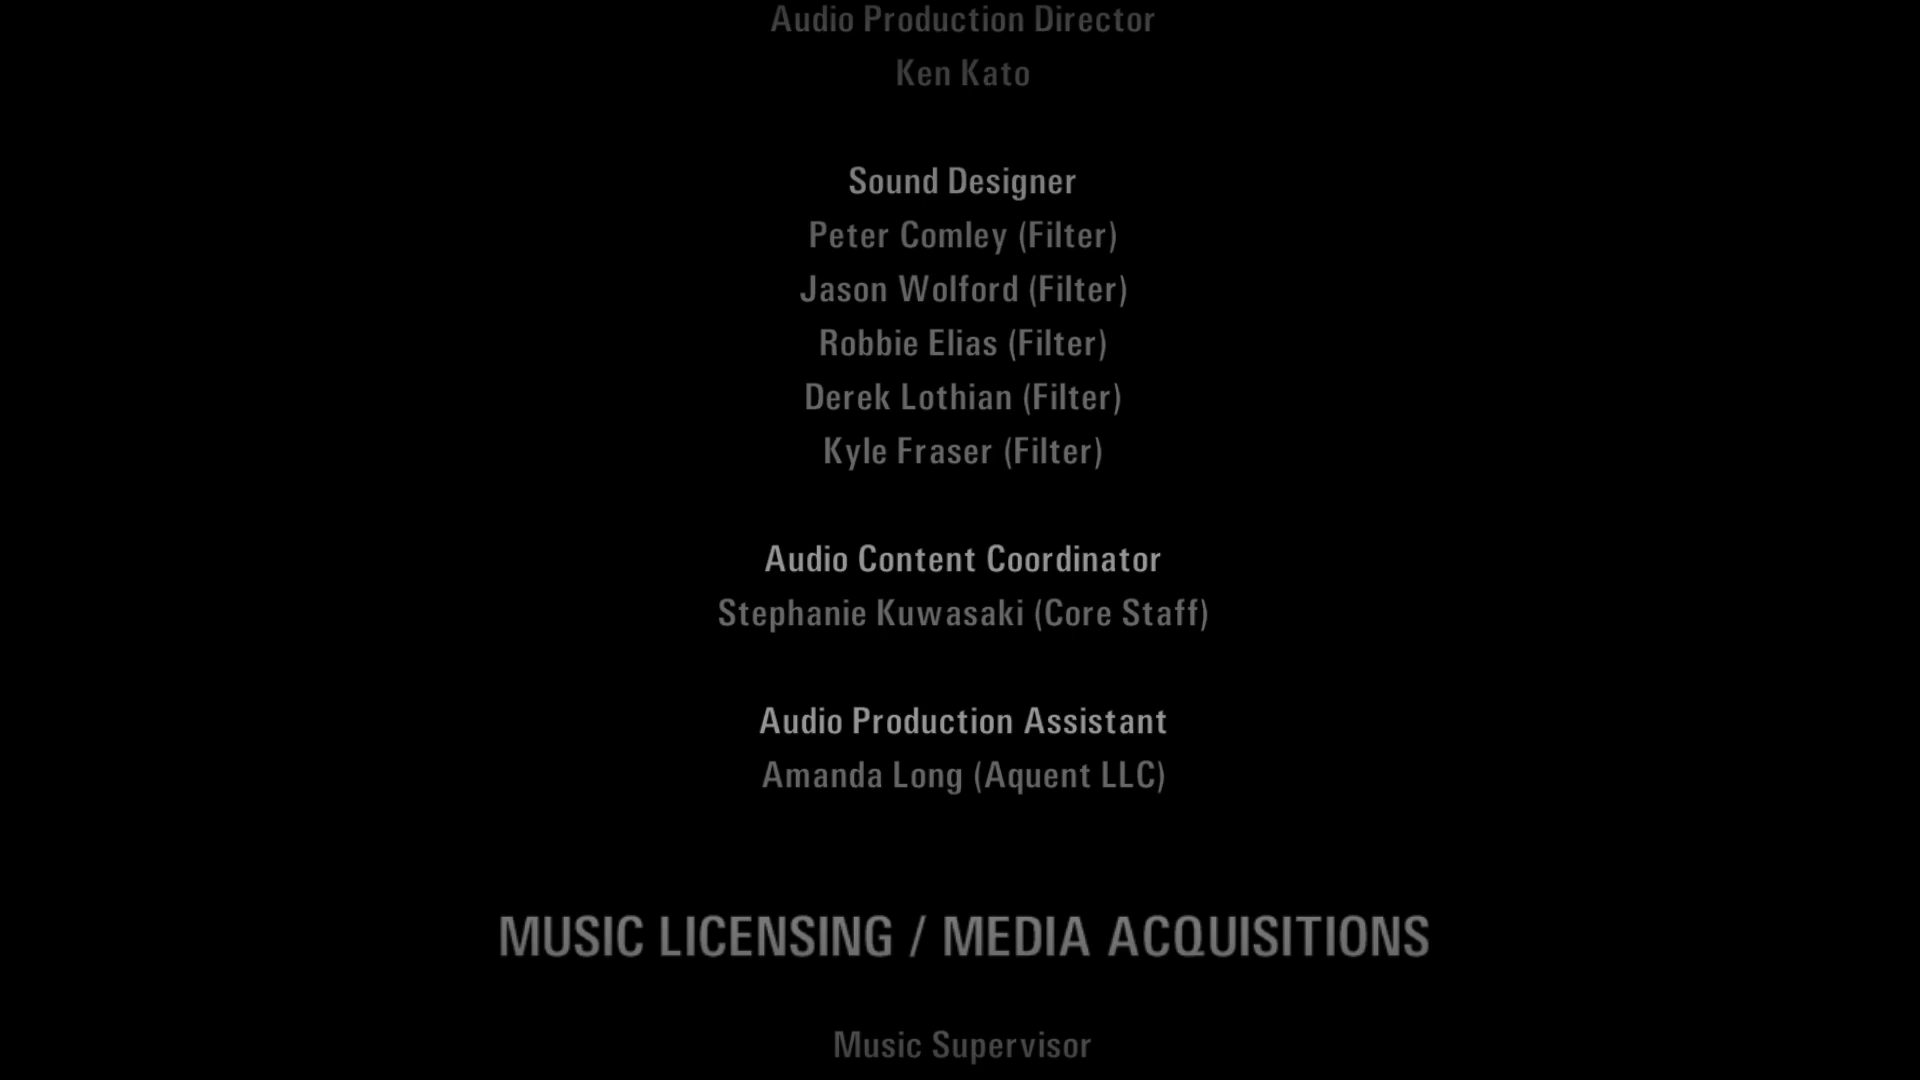 Audio Production Director
Ken Kato
Sound Designer
Peter Comley (Filter)
Jason Wolford (Filter)
Robbie Elias (Filter)
Derek Lothian (Filter)
Kyle Fraser (Filter)
Audio Content Coordinator
Stephanie Kuwasaki (Core Staff)
Audio Production Assistant
Amanda Long (Aquent LLC)
MUSIC LICENSING / MEDIA ACQUISITIONS
Music Supervisor